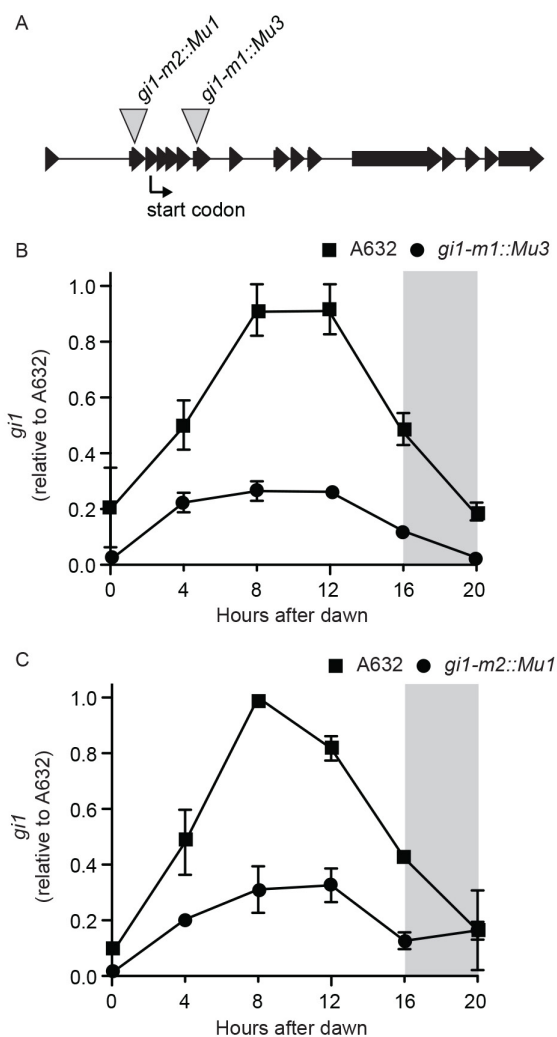 A
gi1-m2::Mu1
gi1-m1::Mu3
start codon
B
A632 gi1-m1::Mu3
gi1
(relative to A632)
1.0
0.8
0.6
0.4
0.2
0.0
0 4 8 12 16 20
Hours after dawn
C
A632 gi1-m2::Mu1
gi1
(relative to A632)
1.0
0.8
0.6
0.4
0.2
0.0
0 4 8 12 16 20
Hours after dawn